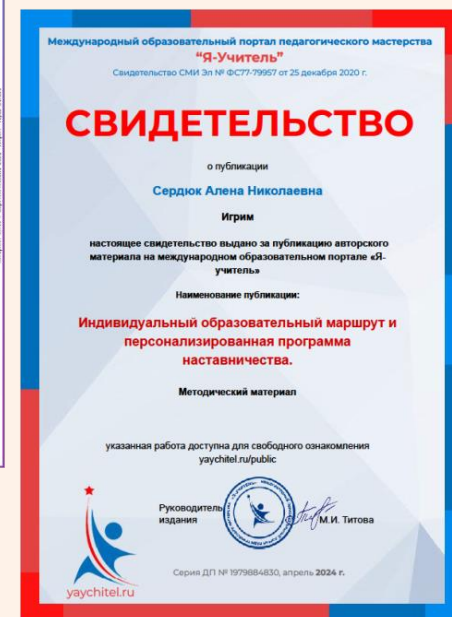 Международный образовательный портал педагогического мастерства
“Я-Учитель”
Свидетельство СМИ Эл № ФС77-79957 от 25 декабря 2020 г.
СВИДЕТЕЛЬСТВО
о публикации
Сердюк Алена Николаевна
Игрим
настоящее свидетельство выдано за публикацию авторского
материала на международном образовательном портале «Я-
учитель»
Наименование публикации:
Индивидуальный образовательный маршрут и
персонализированная программа
наставничества.
Методический материал
указанная работа доступна для свободного ознакомления
yaychitel.ru/public
Руководитель
издания
М.И. Титова
Серия ДП № 1979884830, апрель 2024 г.
yaychitel.ru